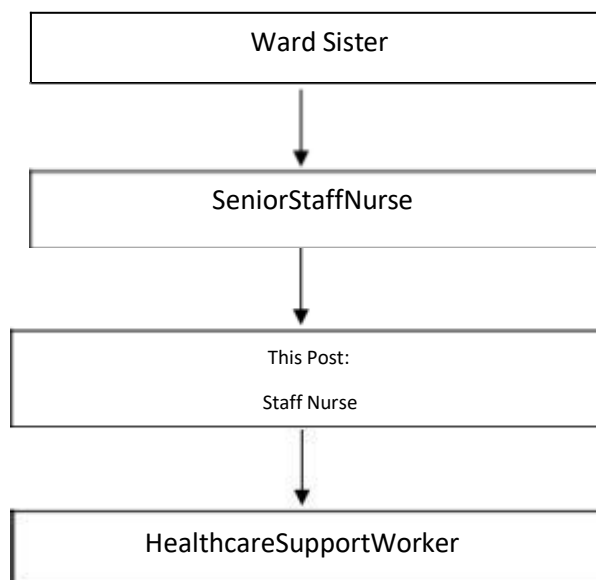 Ward Sister
SeniorStaffNurse
This Post:
Staff Nurse
HealthcareSupportWorker